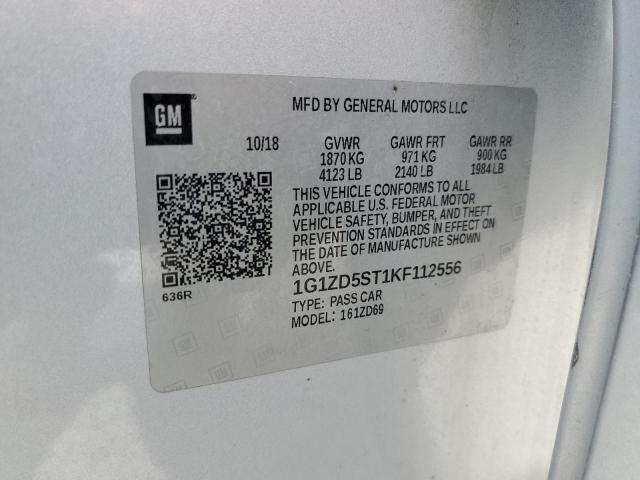 GM
MFD BY GENERAL MOTORS LLC
10/18 GVWR GAWR FRT GAWR RR
1870 KG 971 KG 900 KG
4123 LB 2140 LB 1984 LB
THIS VEHICLE CONFORMS TO ALL
APPLICABLE U.S. FEDERAL MOTOR
VEHICLE SAFETY, BUMPER, AND THEFT
PREVENTION STANDARDS IN EFFECT ON
THE DATE OF MANUFACTURE SHOWN
ABOVE.
636R
1G1ZD5ST1KF112556
TYPE: PASS CAR
MODEL: 161ZD69